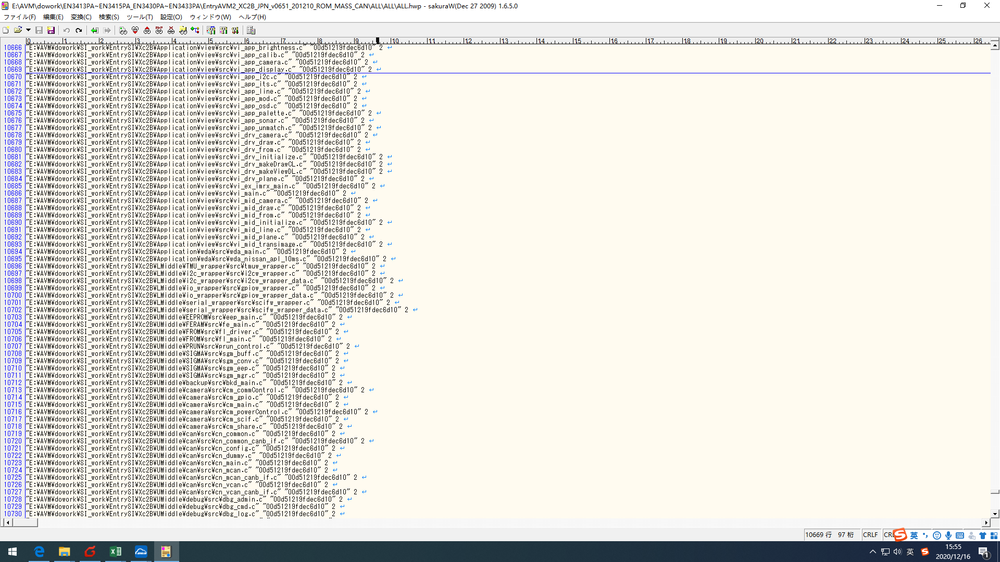 E:\AVM\dowork\EN3413PA~EN3415PA_EN3430PA~EN3433PA\EntryAVM2_XC2B_JPN_v0651_201210_ROM_MASS_CAN\ALL\ALL\ALL.hwp - sakuraW(Dec 27 2009) 1.6.5.0
ファイル(F) 編集(E) 変換(C) 検索(S) ツール(T) 設定(O) ウィンドウ(W) ヘルプ(H)
0 1 2 3 4 5 6 7 8 9 10 11 12 13 14 15 16 17 18 19 20 21 22 23 24 25 26
10666 "E:¥AVM¥dowork¥SI_work¥EntrySI¥Xc2B¥Application¥view¥src¥vi_app_brightness.c" "00d51219fdec6d10" 2 ↵
10667 "E:¥AVM¥dowork¥SI_work¥EntrySI¥Xc2B¥Application¥view¥src¥vi_app_calib.c" "00d51219fdec6d10" 2 ↵
10668 "E:¥AVM¥dowork¥SI_work¥EntrySI¥Xc2B¥Application¥view¥src¥vi_app_camera.c" "00d51219fdec6d10" 2 ↵
10669 "E:¥AVM¥dowork¥SI_work¥EntrySI¥Xc2B¥Application¥view¥src¥vi_app_display.c" "00d51219fdec6d10" 2 ↵
10670 "E:¥AVM¥dowork¥SI_work¥EntrySI¥Xc2B¥Application¥view¥src¥vi_app_i2c.c" "00d51219fdec6d10" 2 ↵
10671 "E:¥AVM¥dowork¥SI_work¥EntrySI¥Xc2B¥Application¥view¥src¥vi_app_its.c" "00d51219fdec6d10" 2 ↵
10672 "E:¥AVM¥dowork¥SI_work¥EntrySI¥Xc2B¥Application¥view¥src¥vi_app_line.c" "00d51219fdec6d10" 2 ↵
10673 "E:¥AVM¥dowork¥SI_work¥EntrySI¥Xc2B¥Application¥view¥src¥vi_app_mod.c" "00d51219fdec6d10" 2 ↵
10674 "E:¥AVM¥dowork¥SI_work¥EntrySI¥Xc2B¥Application¥view¥src¥vi_app_osd.c" "00d51219fdec6d10" 2 ↵
10675 "E:¥AVM¥dowork¥SI_work¥EntrySI¥Xc2B¥Application¥view¥src¥vi_app_palette.c" "00d51219fdec6d10" 2 ↵
10676 "E:¥AVM¥dowork¥SI_work¥EntrySI¥Xc2B¥Application¥view¥src¥vi_app_sonar.c" "00d51219fdec6d10" 2 ↵
10677 "E:¥AVM¥dowork¥SI_work¥EntrySI¥Xc2B¥Application¥view¥src¥vi_app_unmatch.c" "00d51219fdec6d10" 2 ↵
10678 "E:¥AVM¥dowork¥SI_work¥EntrySI¥Xc2B¥Application¥view¥src¥vi_drv_camera.c" "00d51219fdec6d10" 2 ↵
10679 "E:¥AVM¥dowork¥SI_work¥EntrySI¥Xc2B¥Application¥view¥src¥vi_drv_draw.c" "00d51219fdec6d10" 2 ↵
10680 "E:¥AVM¥dowork¥SI_work¥EntrySI¥Xc2B¥Application¥view¥src¥vi_drv_from.c" "00d51219fdec6d10" 2 ↵
10681 "E:¥AVM¥dowork¥SI_work¥EntrySI¥Xc2B¥Application¥view¥src¥vi_drv_initialize.c" "00d51219fdec6d10" 2 ↵
10682 "E:¥AVM¥dowork¥SI_work¥EntrySI¥Xc2B¥Application¥view¥src¥vi_drv_makeDrawCL.c" "00d51219fdec6d10" 2 ↵
10683 "E:¥AVM¥dowork¥SI_work¥EntrySI¥Xc2B¥Application¥view¥src¥vi_drv_makeViewDL.c" "00d51219fdec6d10" 2 ↵
10684 "E:¥AVM¥dowork¥SI_work¥EntrySI¥Xc2B¥Application¥view¥src¥vi_drv_plane.c" "00d51219fdec6d10" 2 ↵
10685 "E:¥AVM¥dowork¥SI_work¥EntrySI¥Xc2B¥Application¥view¥src¥vi_ex_imrx_main.c" "00d51219fdec6d10" 2 ↵
10686 "E:¥AVM¥dowork¥SI_work¥EntrySI¥Xc2B¥Application¥view¥src¥vi_main.c" "00d51219fdec6d10" 2 ↵
10687 "E:¥AVM¥dowork¥SI_work¥EntrySI¥Xc2B¥Application¥view¥src¥vi_mid_camera.c" "00d51219fdec6d10" 2 ↵
10688 "E:¥AVM¥dowork¥SI_work¥EntrySI¥Xc2B¥Application¥view¥src¥vi_mid_draw.c" "00d51219fdec6d10" 2 ↵
10689 "E:¥AVM¥dowork¥SI_work¥EntrySI¥Xc2B¥Application¥view¥src¥vi_mid_from.c" "00d51219fdec6d10" 2 ↵
10690 "E:¥AVM¥dowork¥SI_work¥EntrySI¥Xc2B¥Application¥view¥src¥vi_mid_initialize.c" "00d51219fdec6d10" 2 ↵
10691 "E:¥AVM¥dowork¥SI_work¥EntrySI¥Xc2B¥Application¥view¥src¥vi_mid_line.c" "00d51219fdec6d10" 2 ↵
10692 "E:¥AVM¥dowork¥SI_work¥EntrySI¥Xc2B¥Application¥view¥src¥vi_mid_plane.c" "00d51219fdec6d10" 2 ↵
10693 "E:¥AVM¥dowork¥SI_work¥EntrySI¥Xc2B¥Application¥view¥src¥vi_mid_transimage.c" "00d51219fdec6d10" 2 ↵
10694 "E:¥AVM¥dowork¥SI_work¥EntrySI¥Xc2B¥Application¥wda¥src¥wda_main.c" "00d51219fdec6d10" 2 ↵
10695 "E:¥AVM¥dowork¥SI_work¥EntrySI¥Xc2B¥Application¥wda¥src¥wda_nissan_apl_10ms.c" "00d51219fdec6d10" 2 ↵
10696 "E:¥AVM¥dowork¥SI_work¥EntrySI¥Xc2B¥LMiddle¥TMU_wrapper¥src¥tmuw_wrapper.c" "00d51219fdec6d10" 2 ↵
10697 "E:¥AVM¥dowork¥SI_work¥EntrySI¥Xc2B¥LMiddle¥i2c_wrapper¥src¥i2cw_wrapper.c" "00d51219fdec6d10" 2 ↵
10698 "E:¥AVM¥dowork¥SI_work¥EntrySI¥Xc2B¥LMiddle¥i2c_wrapper¥src¥i2cw_wrapper_data.c" "00d51219fdec6d10" 2 ↵
10699 "E:¥AVM¥dowork¥SI_work¥EntrySI¥Xc2B¥LMiddle¥io_wrapper¥src¥gpiow_wrapper.c" "00d51219fdec6d10" 2 ↵
10700 "E:¥AVM¥dowork¥SI_work¥EntrySI¥Xc2B¥LMiddle¥io_wrapper¥src¥gpiow_wrapper_data.c" "00d51219fdec6d10" 2 ↵
10701 "E:¥AVM¥dowork¥SI_work¥EntrySI¥Xc2B¥LMiddle¥serial_wrapper¥src¥scifw_wrapper.c" "00d51219fdec6d10" 2 ↵
10702 "E:¥AVM¥dowork¥SI_work¥EntrySI¥Xc2B¥LMiddle¥serial_wrapper¥src¥scifw_wrapper_data.c" "00d51219fdec6d10" 2 ↵
10703 "E:¥AVM¥dowork¥SI_work¥EntrySI¥Xc2B¥UMiddle¥EEPROM¥src¥eep_main.c" "00d51219fdec6d10" 2 ↵
10704 "E:¥AVM¥dowork¥SI_work¥EntrySI¥Xc2B¥UMiddle¥FERAM¥src¥fe_main.c" "00d51219fdec6d10" 2 ↵
10705 "E:¥AVM¥dowork¥SI_work¥EntrySI¥Xc2B¥UMiddle¥FROM¥src¥fl_driver.c" "00d51219fdec6d10" 2 ↵
10706 "E:¥AVM¥dowork¥SI_work¥EntrySI¥Xc2B¥UMiddle¥FROM¥src¥fl_main.c" "00d51219fdec6d10" 2 ↵
10707 "E:¥AVM¥dowork¥SI_work¥EntrySI¥Xc2B¥UMiddle¥PRUN¥src¥prun_control.c" "00d51219fdec6d10" 2 ↵
10708 "E:¥AVM¥dowork¥SI_work¥EntrySI¥Xc2B¥UMiddle¥SIGMA¥src¥sgm_buff.c" "00d51219fdec6d10" 2 ↵
10709 "E:¥AVM¥dowork¥SI_work¥EntrySI¥Xc2B¥UMiddle¥SIGMA¥src¥sgm_conv.c" "00d51219fdec6d10" 2 ↵
10710 "E:¥AVM¥dowork¥SI_work¥EntrySI¥Xc2B¥UMiddle¥SIGMA¥src¥sgm_eep.c" "00d51219fdec6d10" 2 ↵
10711 "E:¥AVM¥dowork¥SI_work¥EntrySI¥Xc2B¥UMiddle¥SIGMA¥src¥sgm_mgr.c" "00d51219fdec6d10" 2 ↵
10712 "E:¥AVM¥dowork¥SI_work¥EntrySI¥Xc2B¥UMiddle¥backup¥src¥bkd_main.c" "00d51219fdec6d10" 2 ↵
10713 "E:¥AVM¥dowork¥SI_work¥EntrySI¥Xc2B¥UMiddle¥camera¥src¥cm_commControl.c" "00d51219fdec6d10" 2 ↵
10714 "E:¥AVM¥dowork¥SI_work¥EntrySI¥Xc2B¥UMiddle¥camera¥src¥cm_gpio.c" "00d51219fdec6d10" 2 ↵
10715 "E:¥AVM¥dowork¥SI_work¥EntrySI¥Xc2B¥UMiddle¥camera¥src¥cm_main.c" "00d51219fdec6d10" 2 ↵
10716 "E:¥AVM¥dowork¥SI_work¥EntrySI¥Xc2B¥UMiddle¥camera¥src¥cm_powerControl.c" "00d51219fdec6d10" 2 ↵
10717 "E:¥AVM¥dowork¥SI_work¥EntrySI¥Xc2B¥UMiddle¥camera¥src¥cm_scif.c" "00d51219fdec6d10" 2 ↵
10718 "E:¥AVM¥dowork¥SI_work¥EntrySI¥Xc2B¥UMiddle¥camera¥src¥cm_share.c" "00d51219fdec6d10" 2 ↵
10719 "E:¥AVM¥dowork¥SI_work¥EntrySI¥Xc2B¥UMiddle¥can¥src¥cn_common.c" "00d51219fdec6d10" 2 ↵
10720 "E:¥AVM¥dowork¥SI_work¥EntrySI¥Xc2B¥UMiddle¥can¥src¥cn_common_canb_if.c" "00d51219fdec6d10" 2 ↵
10721 "E:¥AVM¥dowork¥SI_work¥EntrySI¥Xc2B¥UMiddle¥can¥src¥cn_config.c" "00d51219fdec6d10" 2 ↵
10722 "E:¥AVM¥dowork¥SI_work¥EntrySI¥Xc2B¥UMiddle¥can¥src¥cn_dummy.c" "00d51219fdec6d10" 2 ↵
10723 "E:¥AVM¥dowork¥SI_work¥EntrySI¥Xc2B¥UMiddle¥can¥src¥cn_main.c" "00d51219fdec6d10" 2 ↵
10724 "E:¥AVM¥dowork¥SI_work¥EntrySI¥Xc2B¥UMiddle¥can¥src¥cn_mcan.c" "00d51219fdec6d10" 2 ↵
10725 "E:¥AVM¥dowork¥SI_work¥EntrySI¥Xc2B¥UMiddle¥can¥src¥cn_mcan_canb_if.c" "00d51219fdec6d10" 2 ↵
10726 "E:¥AVM¥dowork¥SI_work¥EntrySI¥Xc2B¥UMiddle¥can¥src¥cn_vcan.c" "00d51219fdec6d10" 2 ↵
10727 "E:¥AVM¥dowork¥SI_work¥EntrySI¥Xc2B¥UMiddle¥can¥src¥cn_vcan_canb_if.c" "00d51219fdec6d10" 2 ↵
10728 "E:¥AVM¥dowork¥SI_work¥EntrySI¥Xc2B¥UMiddle¥debug¥src¥dbg_admin.c" "00d51219fdec6d10" 2 ↵
10729 "E:¥AVM¥dowork¥SI_work¥EntrySI¥Xc2B¥UMiddle¥debug¥src¥dbg_cmd.c" "00d51219fdec6d10" 2 ↵
10730 "E:¥AVM¥dowork¥SI_work¥EntrySI¥Xc2B¥UMiddle¥debug¥src¥dbg_log.c" "00d51219fdec6d10" 2 ↵
10669 行 97 桁 CRLF 英
英 15:55
2020/12/16 1